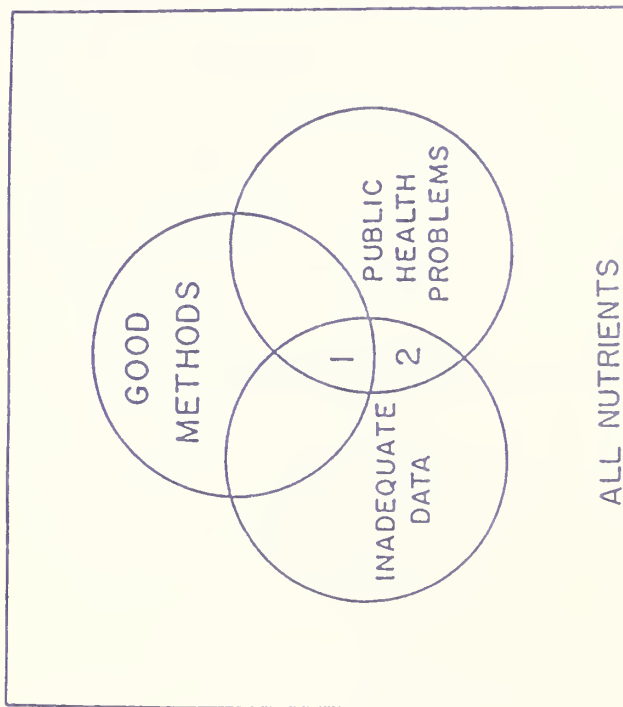 GOOD
METHODS
PUBLIC
HEALTH
PROBLEMS
1
2
INADEQUATE
DATA
ALL NUTRIENTS